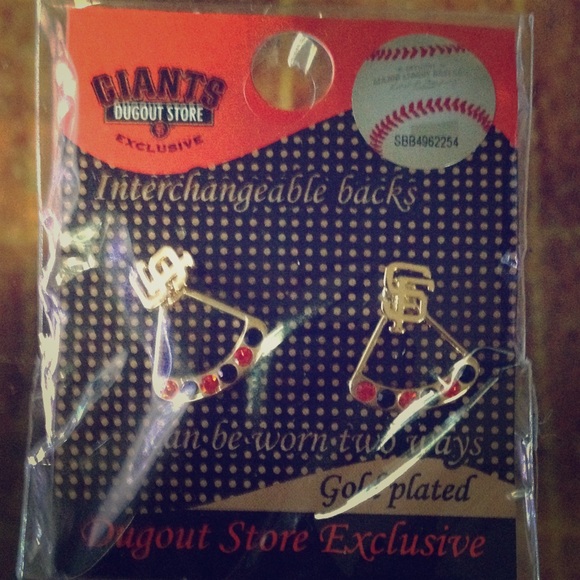 GIANTS
DUGOUT STORE
EXCLUSIVE
SBB4962254
Interchangeable backs
SF
SF
can be worn two ways
Gold plated
Dugout Store Exclusive